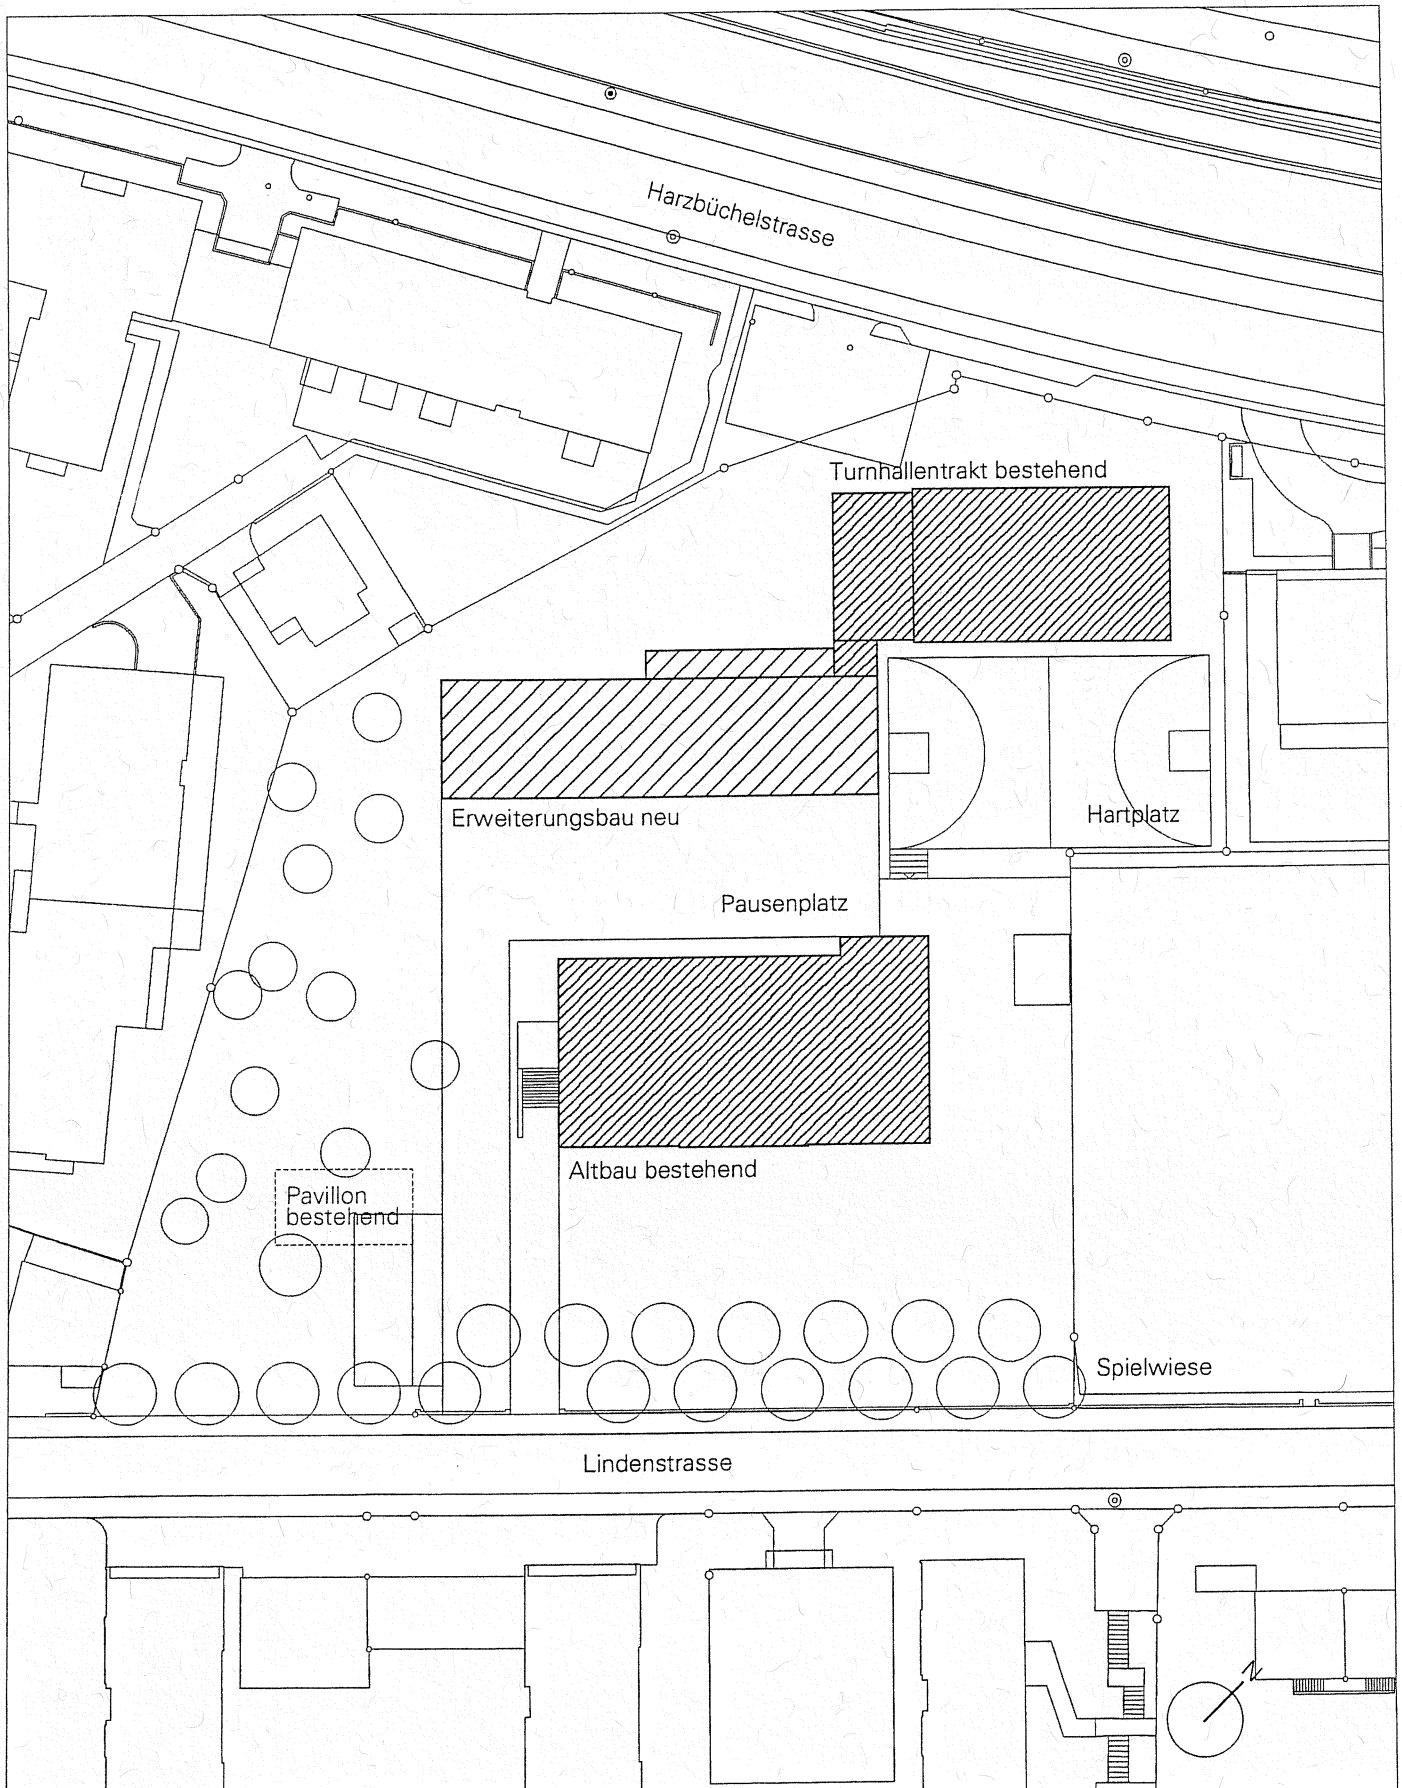 Harzbüchelstrasse
Turnhallentrakt bestehend
Erweiterungsbau neu
Hartplatz
Pausenplatz
Altbau bestehend
Pavillon
bestehend
Spielwiese
Lindenstrasse
N